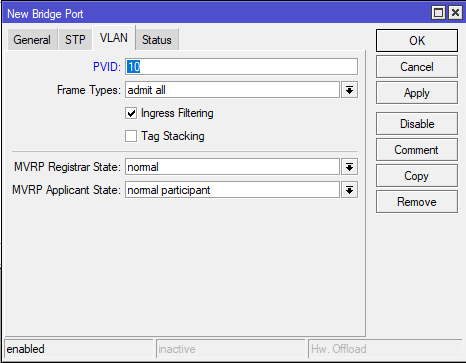 New Bridge Port
General STP VLAN Status
PVID: 10
Frame Types: admit all
Ingress Filtering
Tag Stacking
MVRP Registrar State: normal
MVRP Applicant State: normal participant
OK
Cancel
Apply
Disable
Comment
Copy
Remove
enabled inactive Hw. Offload